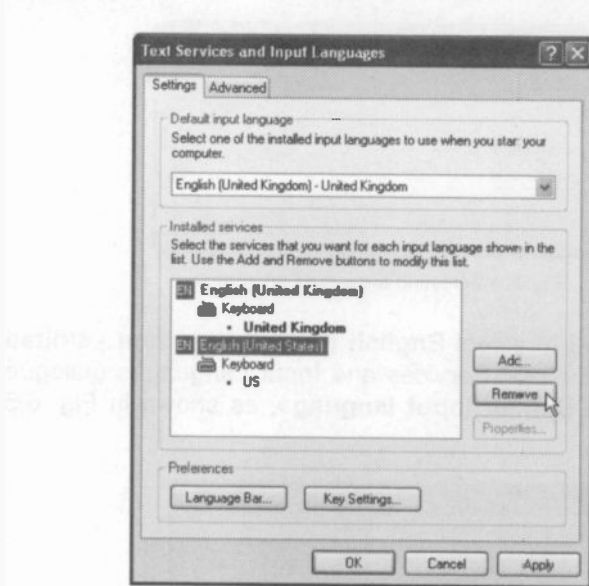 Text Services and Input Languages
Settings Advanced
Default input language
Select one of the installed input languages to use when you star your
computer.
English (United Kingdom) - United Kingdom
Installed services
Select the services that you want for each input language shown in the
list. Use the Add and Remove buttons to modify this list.
EN English (United Kingdom)
Keyboard
• United Kingdom
EN English (United States)
Keyboard
• US
Add...
Remove
Properties...
Preferences
Language Bar... Key Settings...
OK Cancel Apply